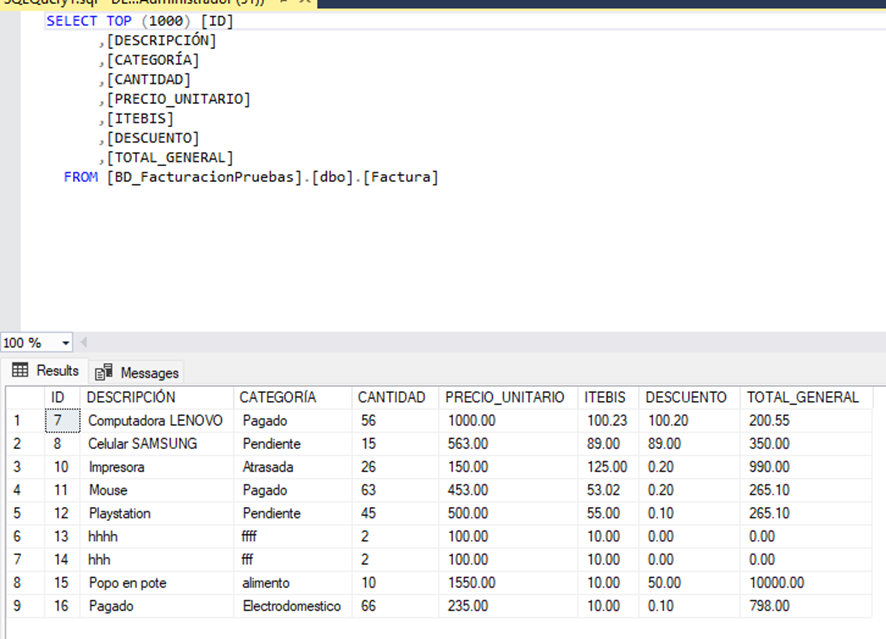 SELECT TOP (1000) [ID]
,[DESCRIPCIÓN]
,[CATEGORÍA]
,[CANTIDAD]
,[PRECIO_UNITARIO]
,[ITEBIS]
,[DESCUENTO]
,[TOTAL_GENERAL]
FROM [BD_FacturacionPruebas].[dbo].[Factura]
100 %
Results Messages
ID DESCRIPCIÓN CATEGORÍA CANTIDAD PRECIO_UNITARIO ITEBIS DESCUENTO TOTAL_GENERAL
1 7 Computadora LENOVO Pagado 56 1000.00 100.23 100.20 200.55
2 8 Celular SAMSUNG Pendiente 15 563.00 89.00 89.00 350.00
3 10 Impresora Atrasada 26 150.00 125.00 0.20 990.00
4 11 Mouse Pagado 63 453.00 53.02 0.20 265.10
5 12 Playstation Pendiente 45 500.00 55.00 0.10 265.10
6 13 hhhh ffff 2 100.00 10.00 0.00 0.00
7 14 hhh fff 2 100.00 10.00 0.00 0.00
8 15 Popo en pote alimento 10 1550.00 10.00 50.00 10000.00
9 16 Pagado Electrodomestico 66 235.00 10.00 0.10 798.00